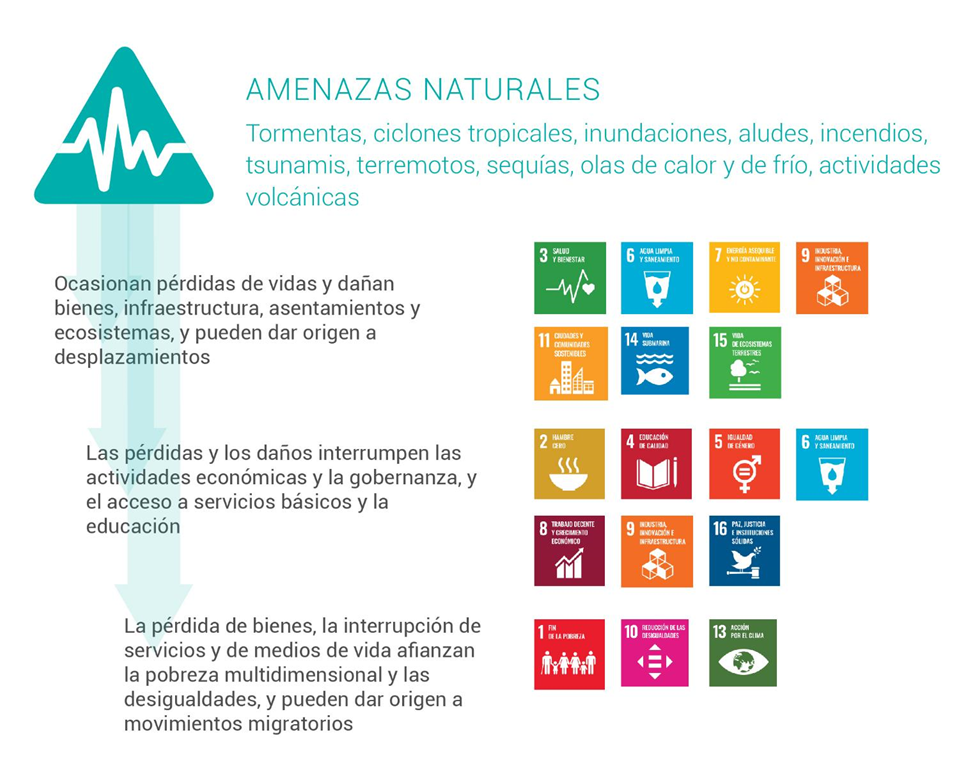 AMENAZAS NATURALES
Tormentas, ciclones tropicales, inundaciones, aludes, incendios,
tsunamis, terremotos, sequías, olas de calor y de frío, actividades
volcánicas
Ocasionan pérdidas de vidas y dañan
bienes, infraestructura, asentamientos y
ecosistemas, y pueden dar origen a
desplazamientos
3 SALUD
Y BIENESTAR
6 AGUA LIMPIA
Y SANEAMIENTO
7 ENERGÍA ASEQUIBLE
Y NO CONTAMINANTE
9 INDUSTRIA,
INNOVACIÓN E
INFRAESTRUCTURA
11 CIUDADES Y
COMUNIDADES
SOSTENIBLES
14 VIDA
SUBMARINA
15 VIDA
DE ECOSISTEMAS
TERRESTRES
Las pérdidas y los daños interrumpen las
actividades económicas y la gobernanza, y
el acceso a servicios básicos y la
educación
2 HAMBRE
CERO
4 EDUCACIÓN
DE CALIDAD
5 IGUALDAD
DE GÉNERO
6 AGUA LIMPIA
Y SANEAMIENTO
8 TRABAJO DECENTE
Y CRECIMIENTO
ECONÓMICO
9 INDUSTRIA,
INNOVACIÓN E
INFRAESTRUCTURA
16 PAZ, JUSTICIA
E INSTITUCIONES
SÓLIDAS
La pérdida de bienes, la interrupción de
servicios y de medios de vida afianzan
la pobreza multidimensional y las
desigualdades, y pueden dar origen a
movimientos migratorios
1 FIN
DE LA POBREZA
10 REDUCCIÓN DE LAS
DESIGUALDADES
13 ACCIÓN
POR EL CLIMA